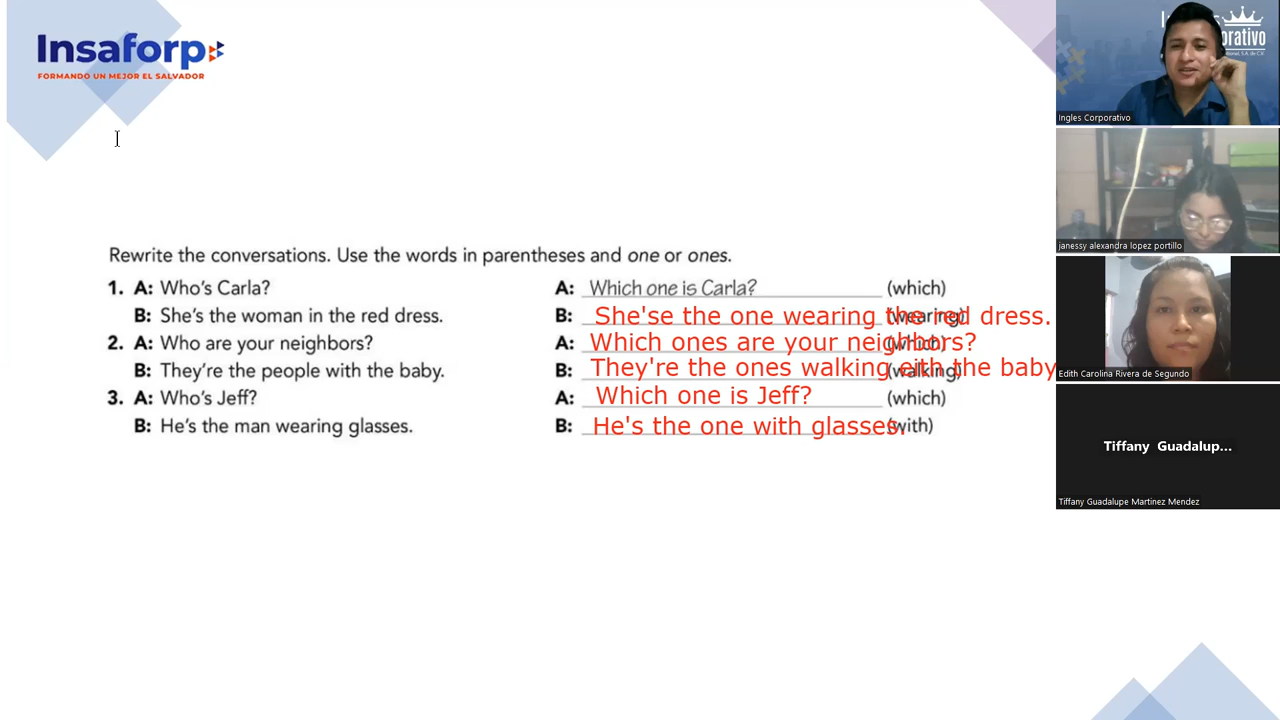 Insaforp
FORMANDO UN MEJOR EL SALVADOR
Rewrite the conversations. Use the words in parentheses and one or ones.
1. A: Who's Carla?
B: She's the woman in the red dress.
2. A: Who are your neighbors?
B: They're the people with the baby.
3. A: Who's Jeff?
B: He's the man wearing glasses.
A: Which one is Carla? (which)
B: She'se the one wearing the red dress. (wearing)
A: Which ones are your neighbors? (which)
B: They're the ones walking eith the baby (walking)
A: Which one is Jeff? (which)
B: He's the one with glasses. (with)
Ingles Corporativo
janessy alexandra lopez portillo
Edith Carolina Rivera de Segundo
Tiffany Guadalup...
Tiffany Guadalupe Martinez Mendez